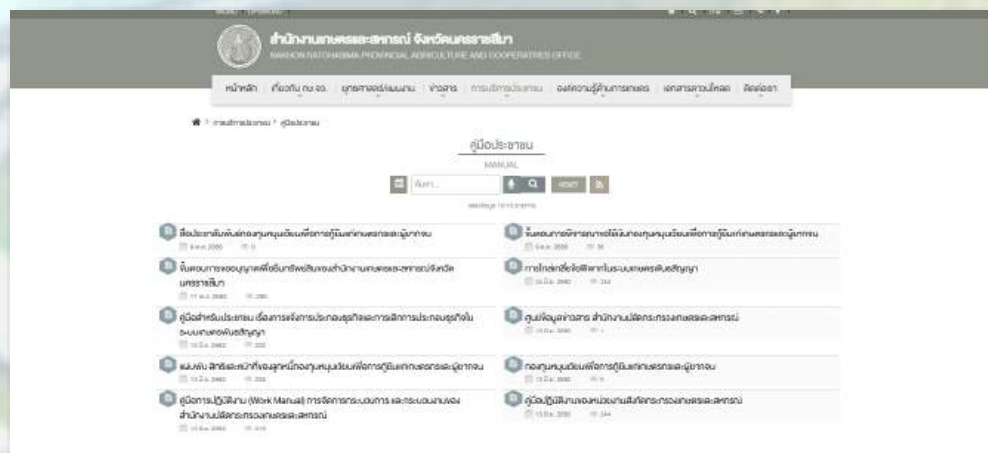 สำนักงานเกษตรและสหกรณ์ จังหวัดนครราชสีมา
NAKHON RATCHASIMA PROVINCIAL AGRICULTURE AND COOPERATIVES OFFICE
หน้าหลัก เกี่ยวกับ กษ.จว. ยุทธศาสตร์/แผนงาน ข่าวสาร การบริการประชาชน องค์ความรู้ด้านการเกษตร เอกสารดาวน์โหลด ติดต่อเรา
การบริการประชาชน > คู่มือประชาชน
คู่มือประชาชน
MANUAL
ค้นหา...
RESET
สื่อประชาสัมพันธ์กองทุนหมุนเวียนเพื่อการกู้ยืมแก่เกษตรกรและผู้ยากจน
ขั้นตอนการพิจารณาขอใช้เงินกองทุนหมุนเวียนเพื่อการกู้ยืมแก่เกษตรกรและผู้ยากจน
ขั้นตอนการขออนุญาตเพื่อยืมทรัพย์สินของสำนักงานเกษตรและสหกรณ์จังหวัด
นครราชสีมา
การไกล่เกลี่ยข้อพิพาทในระบบเกษตรพันธสัญญา
คู่มือสำหรับประชาชน เรื่องการแจ้งการประกอบธุรกิจและการเลิกการประกอบธุรกิจใน
ระบบเกษตรพันธสัญญา
ศูนย์ข้อมูลข่าวสาร สำนักงานปลัดกระทรวงเกษตรและสหกรณ์
แผ่นพับ สิทธิและหน้าที่ของลูกหนี้กองทุนหมุนเวียนเพื่อการกู้ยืมแก่เกษตรกรและผู้ยากจน
กองทุนหมุนเวียนเพื่อการกู้ยืมแก่เกษตรกรและผู้ยากจน
คู่มือการปฏิบัติงาน (Work Manual) การจัดการกระบวนการ และกระบวนงานของ
สำนักงานปลัดกระทรวงเกษตรและสหกรณ์
คู่มือปฏิบัติงานของหน่วยงานสังกัดกระทรวงเกษตรและสหกรณ์